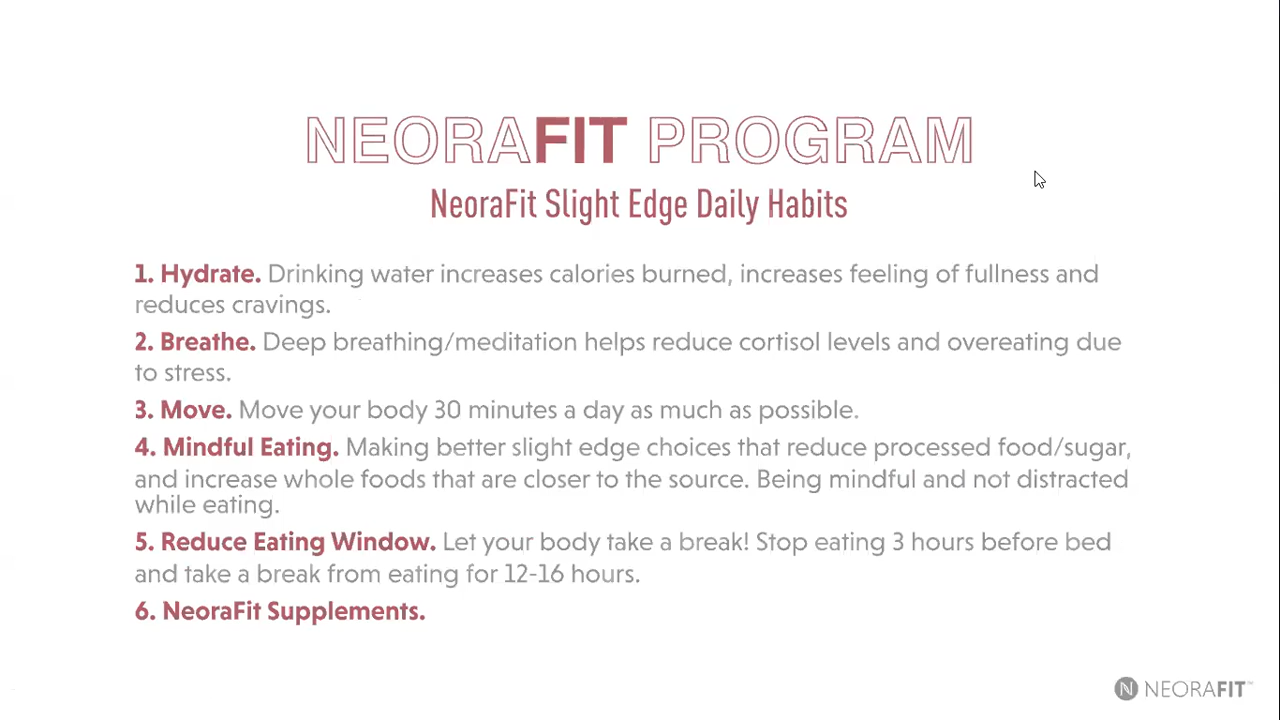 NEORAFIT PROGRAM
NeoraFit Slight Edge Daily Habits
1. Hydrate. Drinking water increases calories burned, increases feeling of fullness and
reduces cravings.
2. Breathe. Deep breathing/meditation helps reduce cortisol levels and overeating due
to stress.
3. Move. Move your body 30 minutes a day as much as possible.
4. Mindful Eating. Making better slight edge choices that reduce processed food/sugar,
and increase whole foods that are closer to the source. Being mindful and not distracted
while eating.
5. Reduce Eating Window. Let your body take a break! Stop eating 3 hours before bed
and take a break from eating for 12-16 hours.
6. NeoraFit Supplements.
N NEORAFIT™